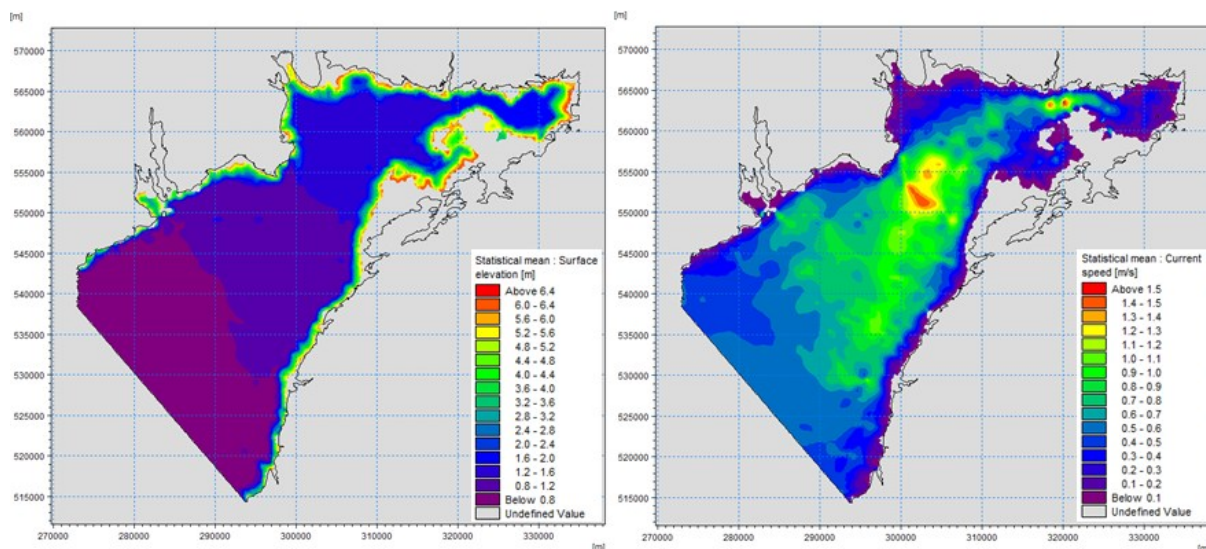 [m]
570000
565000
560000
555000
550000
545000
540000
535000
530000
525000
520000
515000
270000 280000 290000 300000 310000 320000 330000
[m]
Statistical mean : Surface
elevation [m]
Above 6.4
6.0 - 6.4
5.6 - 6.0
5.2 - 5.6
4.8 - 5.2
4.4 - 4.8
4.0 - 4.4
3.6 - 4.0
3.2 - 3.6
2.8 - 3.2
2.4 - 2.8
2.0 - 2.4
1.6 - 2.0
1.2 - 1.6
0.8 - 1.2
Below 0.8
Undefined Value
[m]
570000
565000
560000
555000
550000
545000
540000
535000
530000
525000
520000
515000
270000 280000 290000 300000 310000 320000 330000
[m]
Statistical mean : Current
speed [m/s]
Above 1.5
1.4 - 1.5
1.3 - 1.4
1.2 - 1.3
1.1 - 1.2
1.0 - 1.1
0.9 - 1.0
0.8 - 0.9
0.7 - 0.8
0.6 - 0.7
0.5 - 0.6
0.4 - 0.5
0.3 - 0.4
0.2 - 0.3
0.1 - 0.2
Below 0.1
Undefined Value